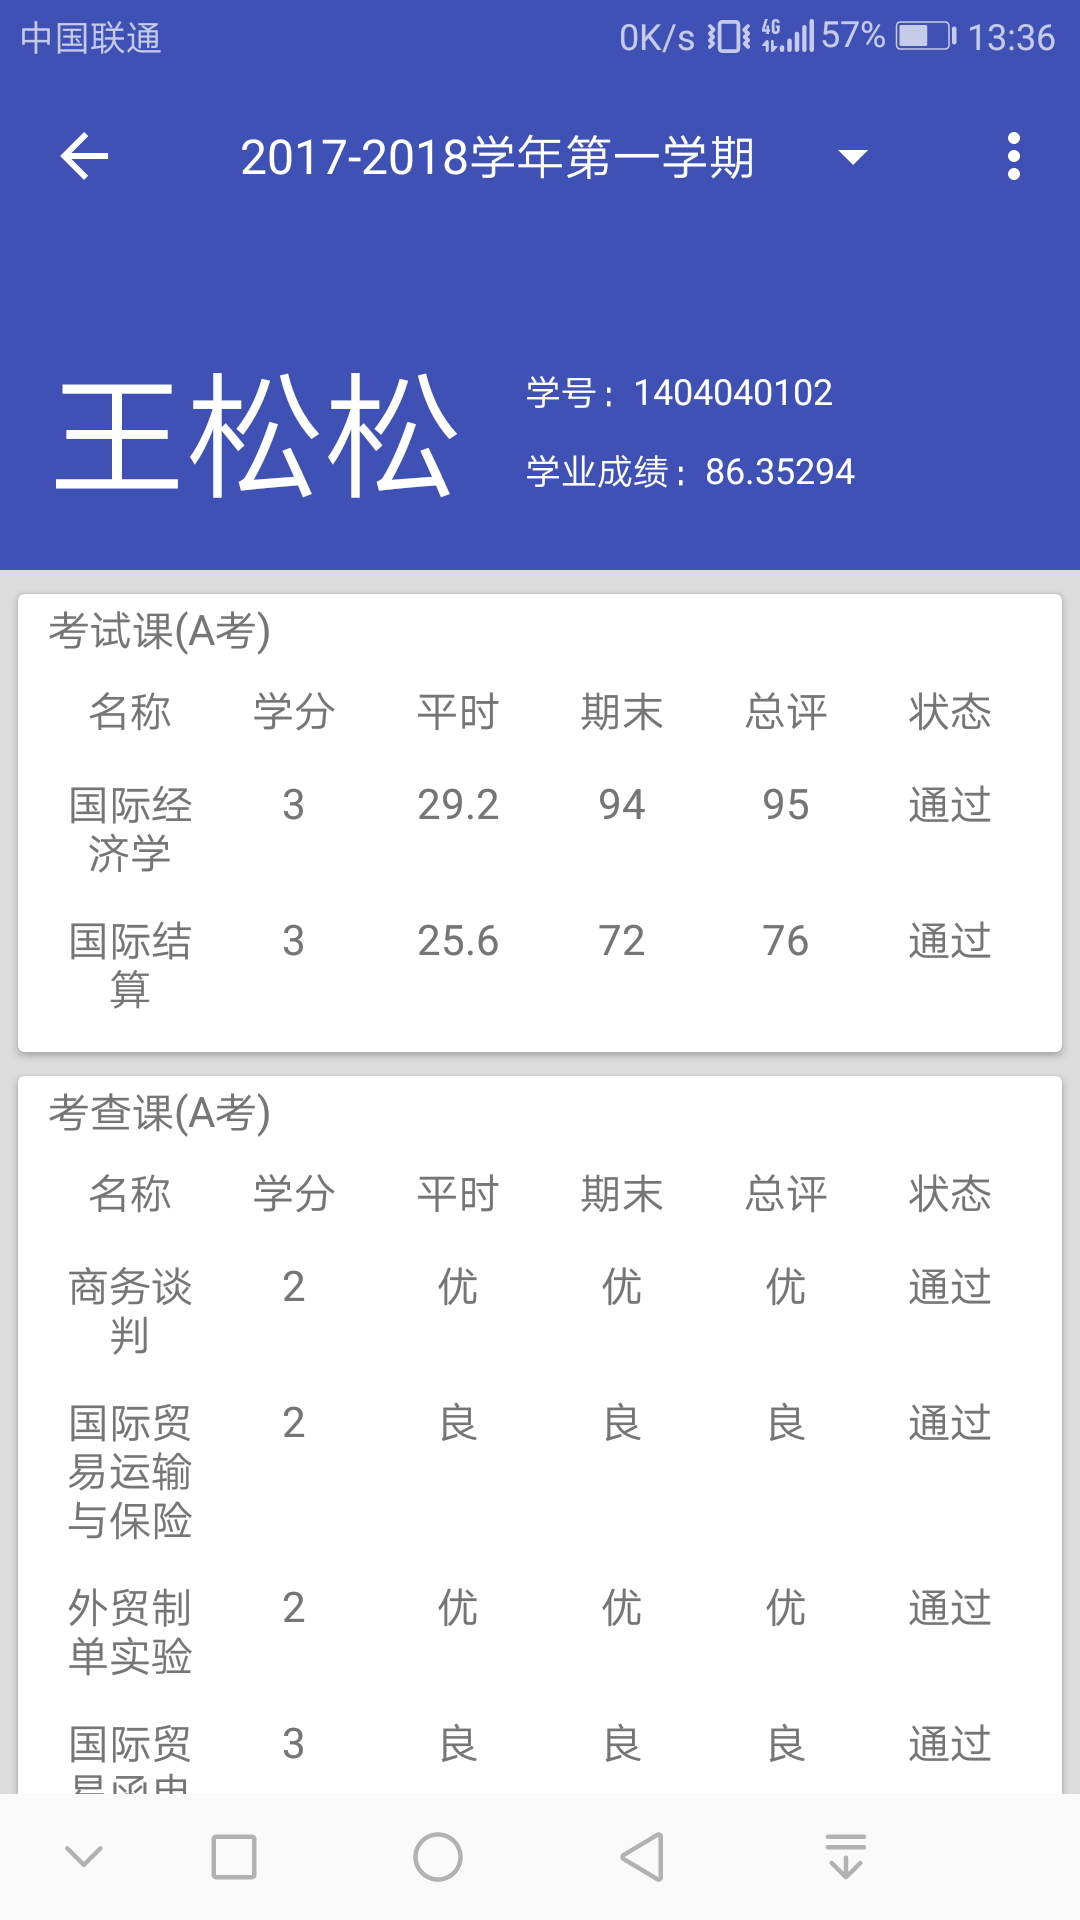 中国联通 0K/s 4G 57% 13:36
2017-2018学年第一学期
王松松
学号：1404040102
学业成绩：86.35294
考试课(A考)
名称 学分 平时 期末 总评 状态
国际经 3 29.2 94 95 通过
济学
国际结 3 25.6 72 76 通过
算
考查课(A考)
名称 学分 平时 期末 总评 状态
商务谈 2 优 优 优 通过
判
国际贸 2 良 良 良 通过
易运输
与保险
外贸制 2 优 优 优 通过
单实验
国际贸 3 良 良 良 通过